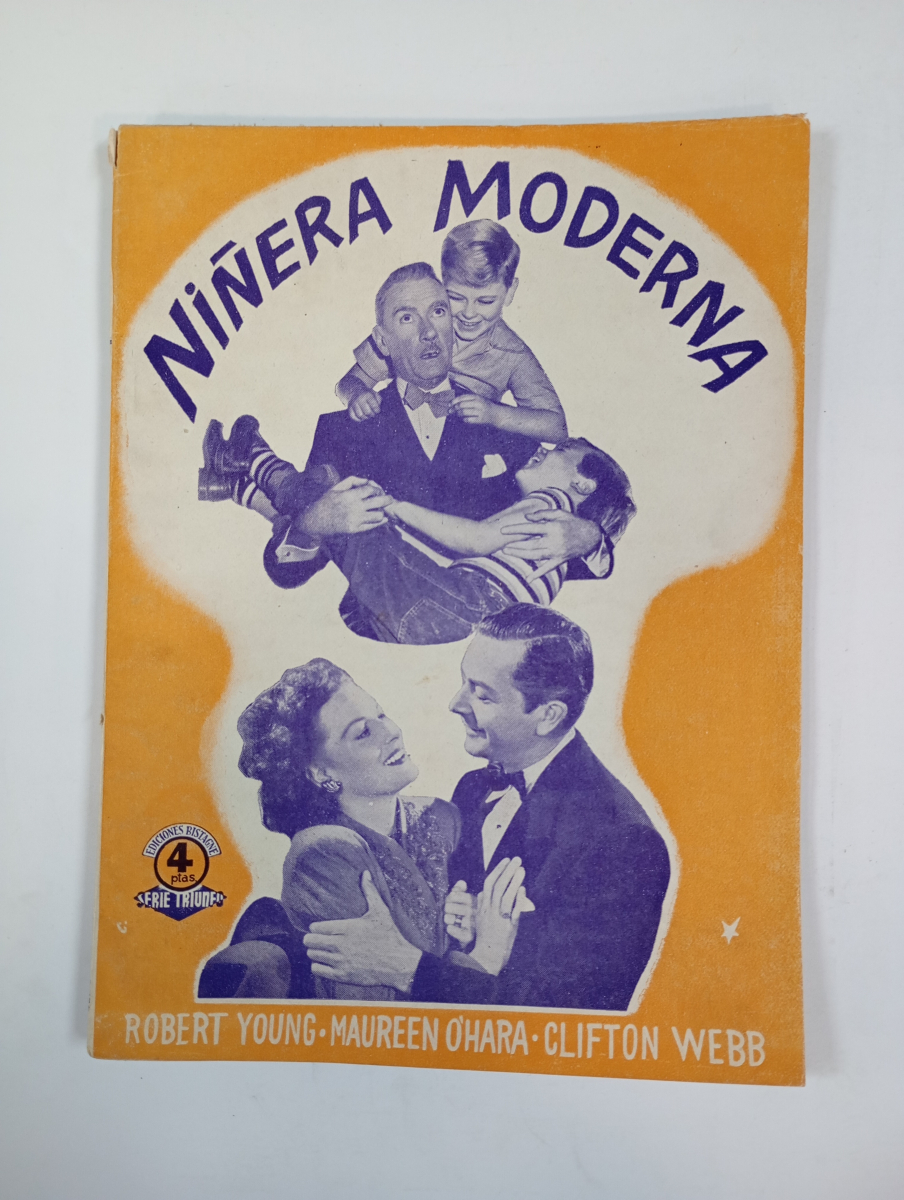 NIÑERA MODERNA
EDICIONES BISTAGNE
4
ptas.
SERIE TRIUNFO
ROBERT YOUNG · MAUREEN O'HARA · CLIFTON WEBB